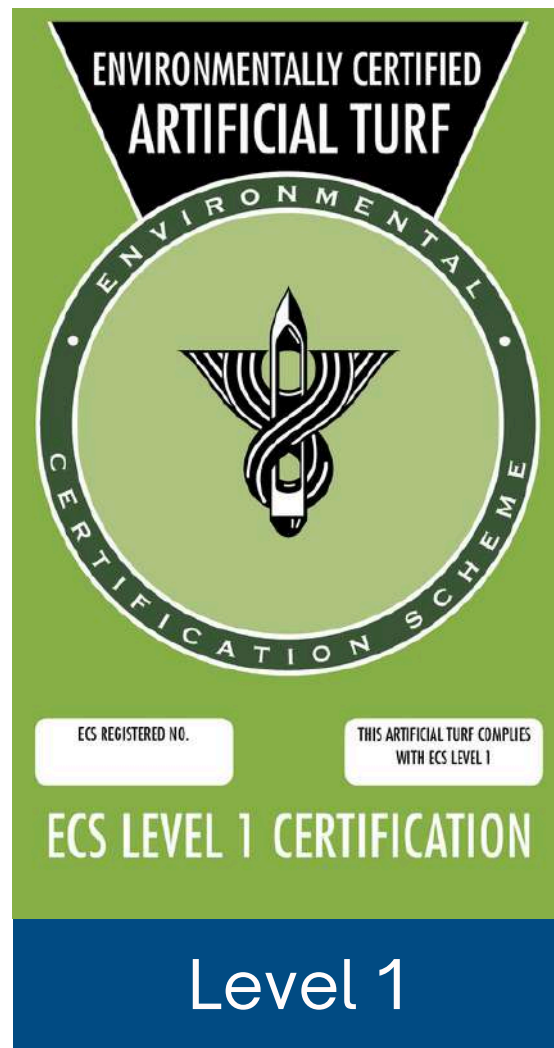 ENVIRONMENTALLY CERTIFIED
ARTIFICIAL TURF
ENVIRONMENTAL
CERTIFICATION SCHEME
ECS REGISTERED NO.
THIS ARTIFICIAL TURF COMPLIES
WITH ECS LEVEL 1
ECS LEVEL 1 CERTIFICATION
Level 1